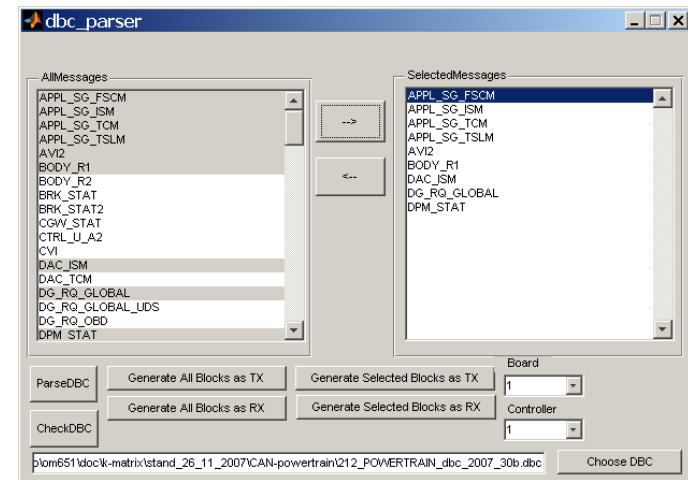 dbc_parser
AllMessages
SelectedMessages
APPL_SG_FSCM
APPL_SG_ISM
APPL_SG_TCM
APPL_SG_TSLM
AVI2
BODY_R1
BODY_R2
BRK_STAT
BRK_STAT2
CGW_STAT
CTRL_U_A2
CVI
DAC_ISM
DAC_TCM
DG_RQ_GLOBAL
DG_RQ_GLOBAL_UDS
DG_RQ_OBD
DPM_STAT
-->
<--
APPL_SG_FSCM
APPL_SG_ISM
APPL_SG_TCM
APPL_SG_TSLM
AVI2
BODY_R1
DAC_ISM
DG_RQ_GLOBAL
DPM_STAT
ParseDBC
Generate All Blocks as TX
Generate Selected Blocks as TX
Board
1
CheckDBC
Generate All Blocks as RX
Generate Selected Blocks as RX
Controller
1
o\om651\doc\k-matrix\stand_26_11_2007\CAN-powertrain\212_POWERTRAIN_dbc_2007_30b.dbc
Choose DBC